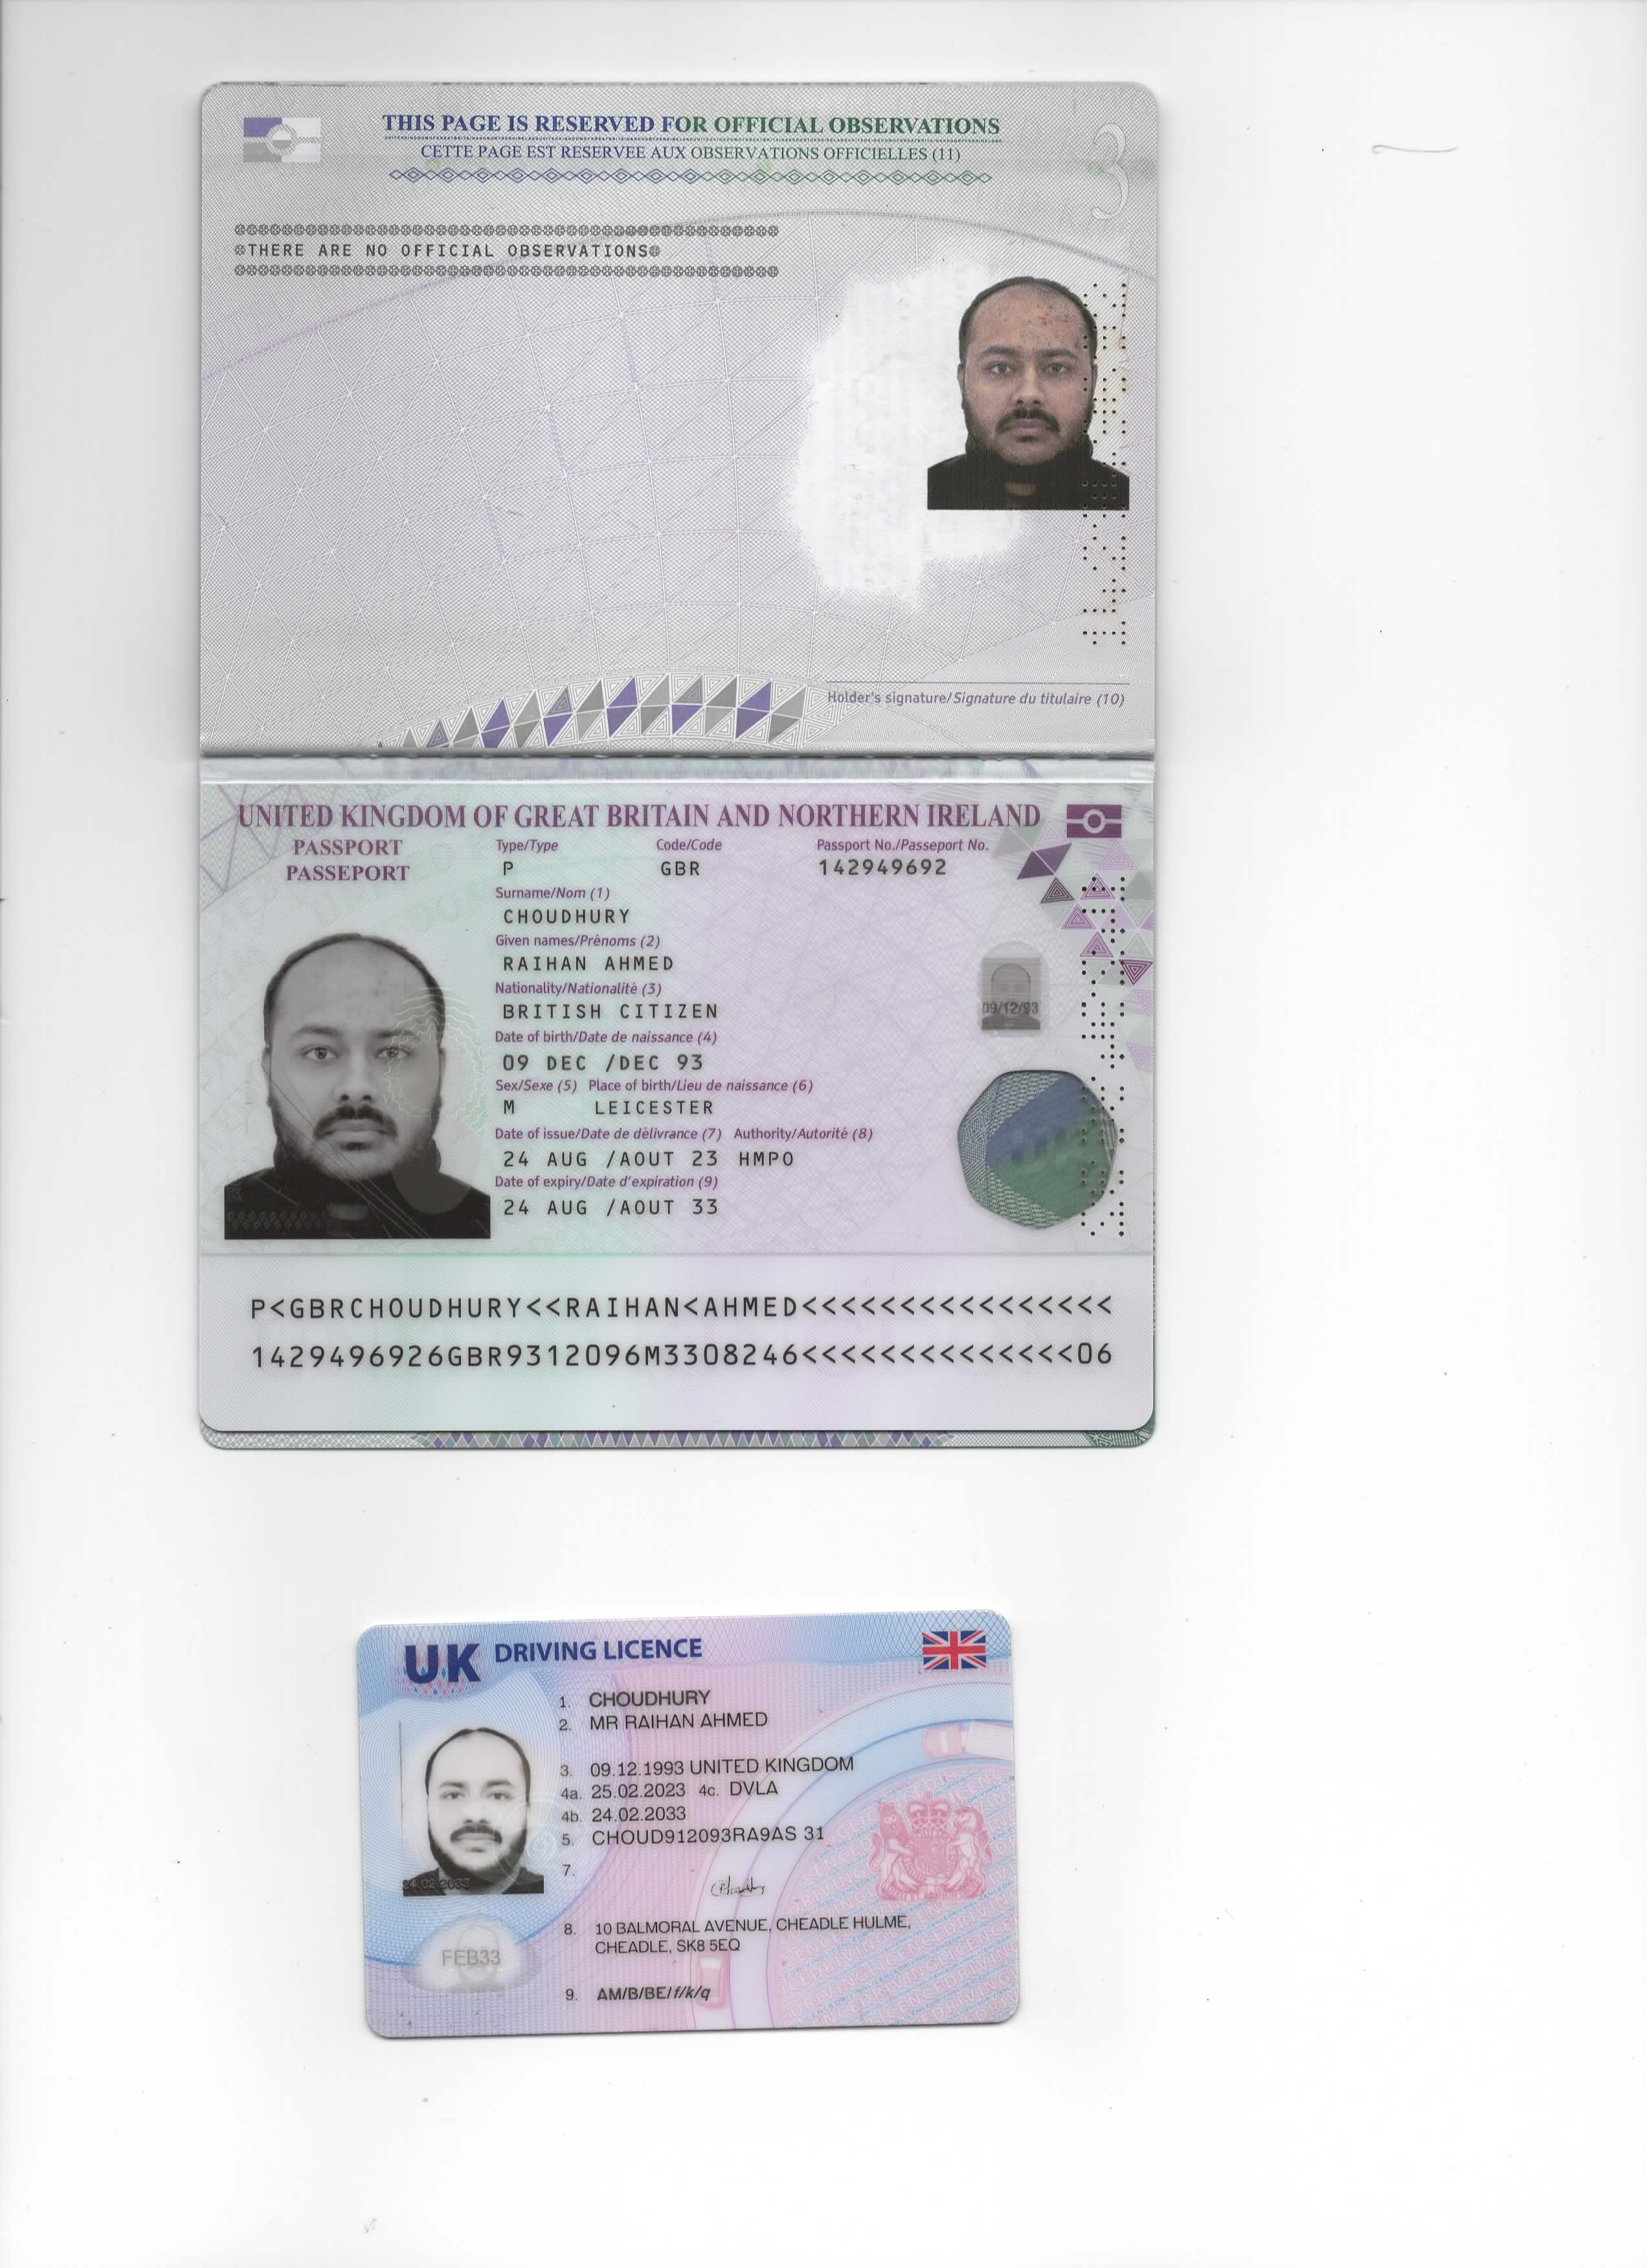 THIS PAGE IS RESERVED FOR OFFICIAL OBSERVATIONS
CETTE PAGE EST RESERVEE AUX OBSERVATIONS OFFICIELLES (11)
3
THERE ARE NO OFFICIAL OBSERVATIONS
Holder's signature/Signature du titulaire (10)
UNITED KINGDOM OF GREAT BRITAIN AND NORTHERN IRELAND
PASSPORT
PASSEPORT
Type/Type Code/Code Passport No./Passeport No.
P GBR 142949692
Surname/Nom (1)
CHOUDHURY
Given names/Prénoms (2)
RAIHAN AHMED
Nationality/Nationalité (3)
BRITISH CITIZEN
Date of birth/Date de naissance (4)
09 DEC /DEC 93
09/12/93
Sex/Sexe (5) Place of birth/Lieu de naissance (6)
M LEICESTER
Date of issue/Date de délivrance (7) Authority/Autorité (8)
24 AUG /AOUT 23 HMPO
Date of expiry/Date d'expiration (9)
24 AUG /AOUT 33
P<GBRCHOUDHURY<<RAIHAN<AHMED<<<<<<<<<<<<<<<<
1429496926GBR9312096M3308246<<<<<<<<<<<<<<06
UK DRIVING LICENCE
1. CHOUDHURY
2. MR RAIHAN AHMED
3. 09.12.1993 UNITED KINGDOM
4a. 25.02.2023 4c. DVLA
4b. 24.02.2033
5. CHOUD912093RA9AS 31
7.
24.02.2033
8. 10 BALMORAL AVENUE, CHEADLE HULME,
CHEADLE, SK8 5EQ
FEB33
9. AM/B/BE/f/k/q